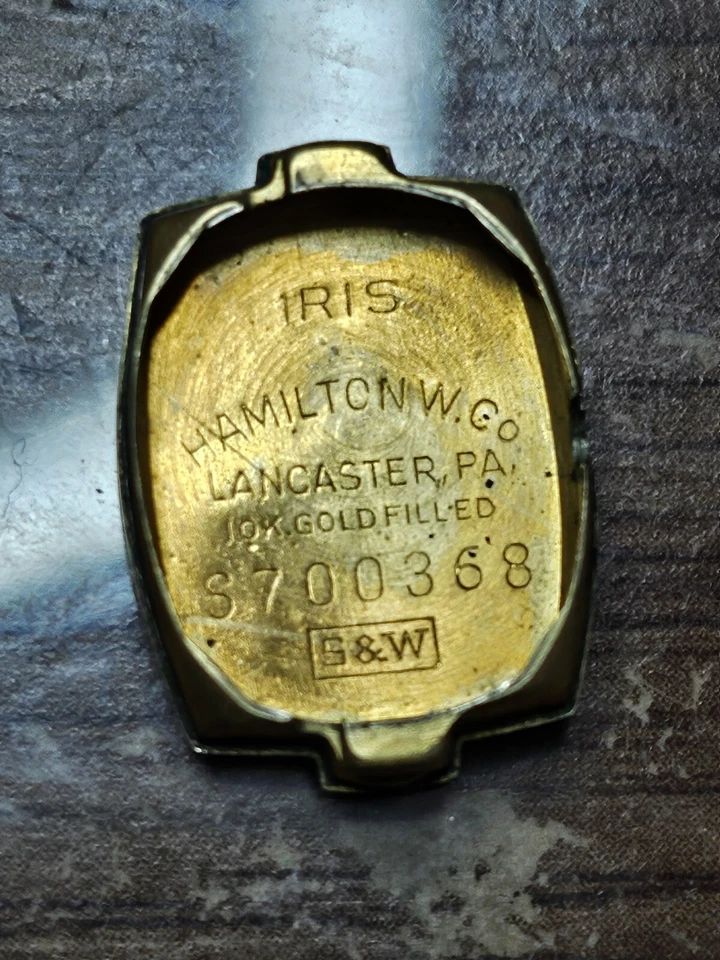 IRIS
HAMILTON W. Co
LANCASTER, PA.
10K. GOLD FILLED
S700368
S&W